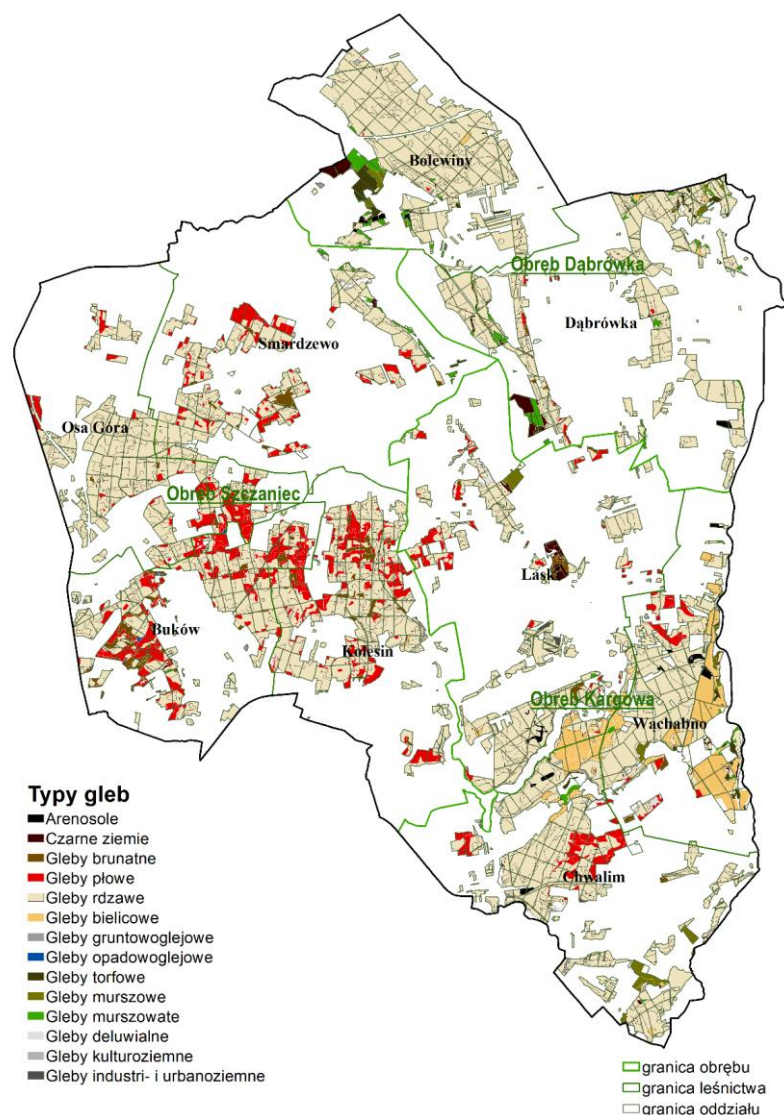 Bolewiny
Obręb Dąbrówka
Dąbrówka
Smardzewo
Osa Góra
Obręb Szczaniec
Laski
Buków
Kolesin
Obręb Kargowa
Wąchabno
Chwalim
Typy gleb
Arenosole
Czarne ziemie
Gleby brunatne
Gleby płowe
Gleby rdzawe
Gleby bielicowe
Gleby gruntowoglejowe
Gleby opadowoglejowe
Gleby torfowe
Gleby murszowe
Gleby murszowate
Gleby deluwialne
Gleby kulturoziemne
Gleby industri- i urbanoziemne
granica obrębu
granica leśnictwa
granica oddziału